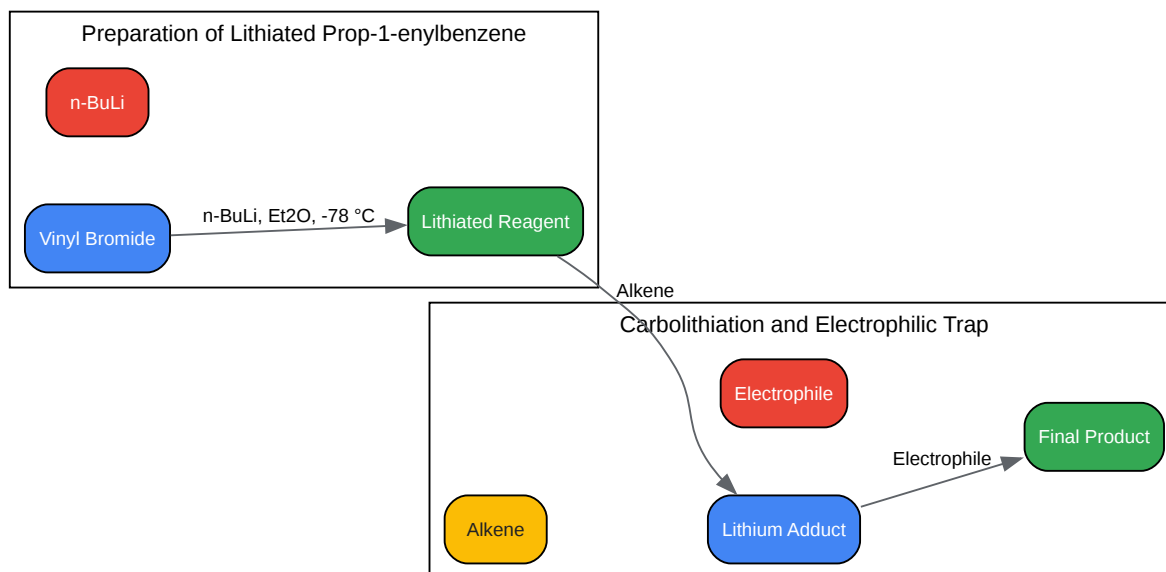 Preparation of Lithiated Prop-1-enylbenzene
n-BuLi
Vinyl Bromide
n-BuLi, Et2O, -78 °C
Lithiated Reagent
Alkene
Carbolithiation and Electrophilic Trap
Electrophile
Final Product
Electrophile
Alkene
Lithium Adduct